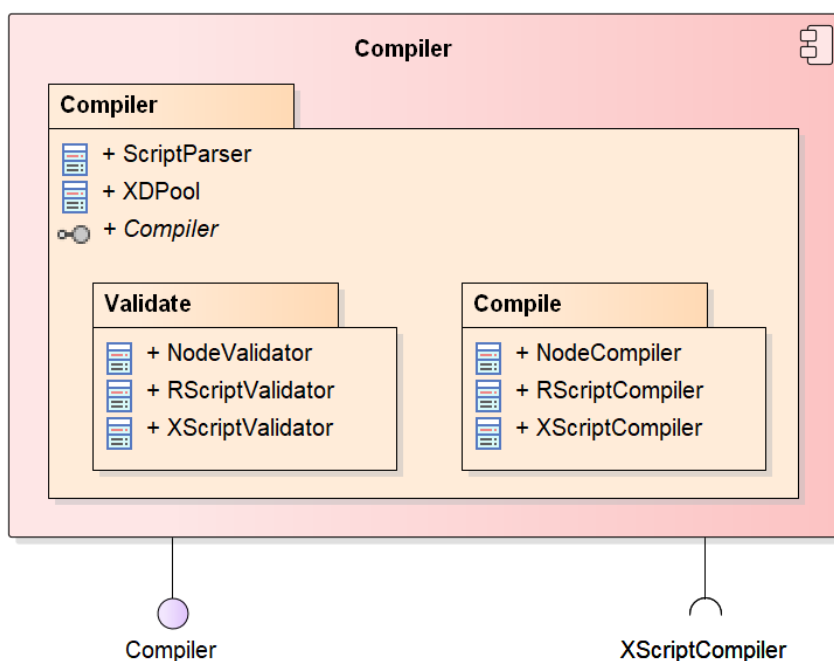 Compiler
Compiler
+ ScriptParser
+ XDPool
+ Compiler
Validate
+ NodeValidator
+ RScriptValidator
+ XScriptValidator
Compile
+ NodeCompiler
+ RScriptCompiler
+ XScriptCompiler
Compiler
XScriptCompiler